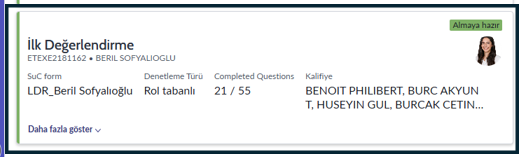 Almaya hazır
İlk Değerlendirme
ETEXE2181162 • BERIL SOFYALIOGLU
SuC form
Denetleme Türü
Completed Questions
Kalifiye
LDR_Beril Sofyalıoğlu
Rol tabanlı
21 / 55
BENOIT PHILIBERT, BURC AKYUN
T, HUSEYIN GUL, BURCAK CETIN...
Daha fazla göster